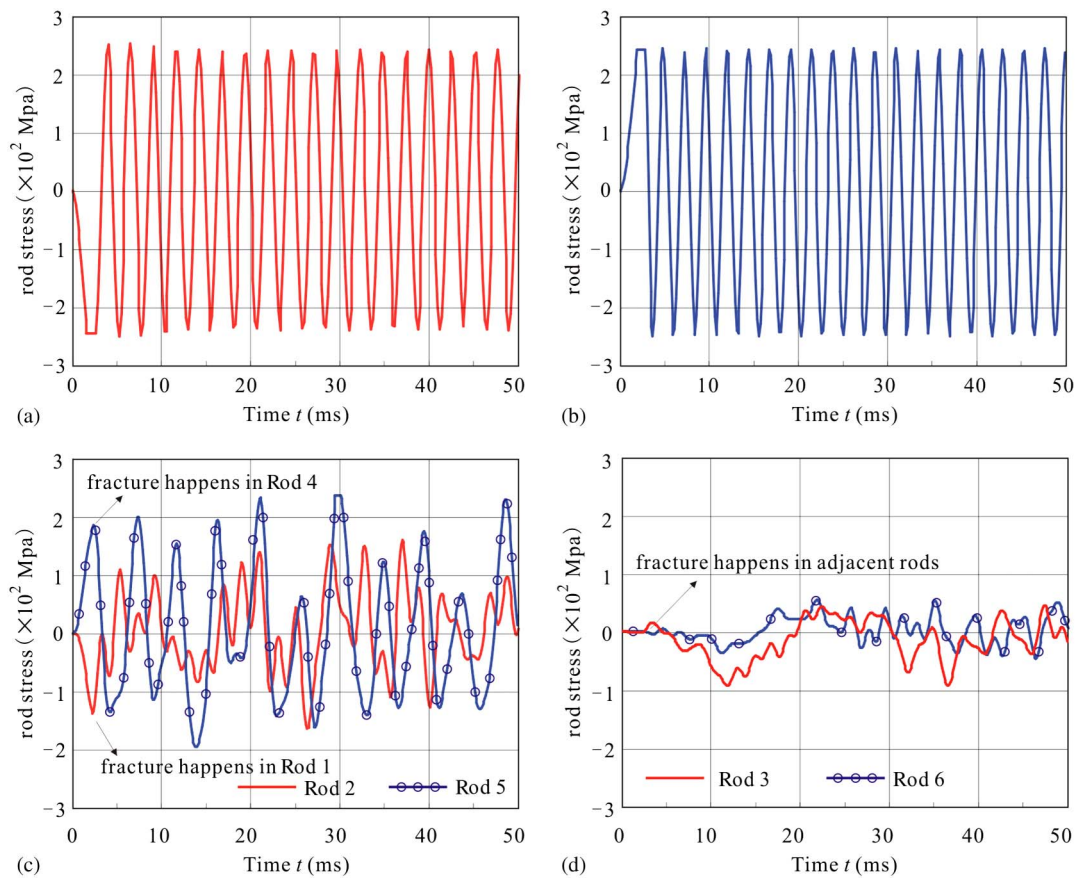 3
2
1
0
−1
−2
−3
rod stress (×10² Mpa)
0 10 20 30 40 50
Time t (ms)
(a)
3
2
1
0
−1
−2
−3
rod stress (×10² Mpa)
0 10 20 30 40 50
Time t (ms)
(b)
3
2
1
0
−1
−2
−3
rod stress (×10² Mpa)
fracture happens in Rod 4
fracture happens in Rod 1
Rod 2 Rod 5
0 10 20 30 40 50
Time t (ms)
(c)
3
2
1
0
−1
−2
−3
rod stress (×10² Mpa)
fracture happens in adjacent rods
Rod 3 Rod 6
0 10 20 30 40 50
Time t (ms)
(d)